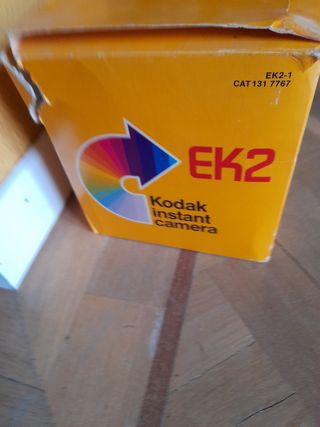 EK2-1
CAT 131 7767
EK2
Kodak
instant
camera